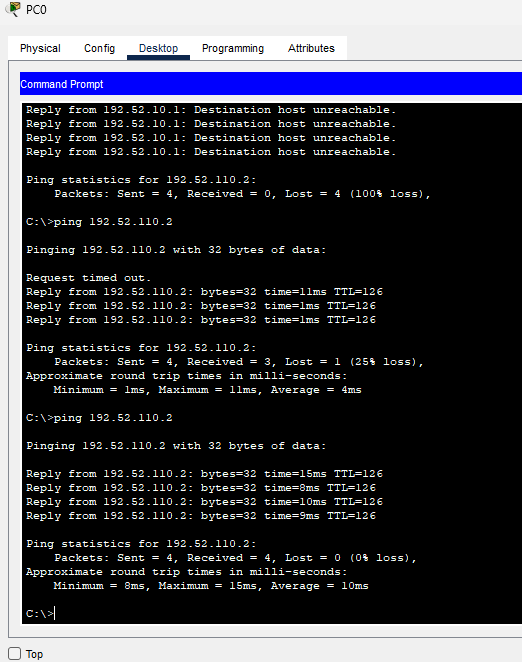 PC0
Physical Config Desktop Programming Attributes
Command Prompt
Reply from 192.52.10.1: Destination host unreachable.
Reply from 192.52.10.1: Destination host unreachable.
Reply from 192.52.10.1: Destination host unreachable.
Reply from 192.52.10.1: Destination host unreachable.
Ping statistics for 192.52.110.2:
Packets: Sent = 4, Received = 0, Lost = 4 (100% loss),
C:\>ping 192.52.110.2
Pinging 192.52.110.2 with 32 bytes of data:
Request timed out.
Reply from 192.52.110.2: bytes=32 time=11ms TTL=126
Reply from 192.52.110.2: bytes=32 time=1ms TTL=126
Reply from 192.52.110.2: bytes=32 time=1ms TTL=126
Ping statistics for 192.52.110.2:
Packets: Sent = 4, Received = 3, Lost = 1 (25% loss),
Approximate round trip times in milli-seconds:
Minimum = 1ms, Maximum = 11ms, Average = 4ms
C:\>ping 192.52.110.2
Pinging 192.52.110.2 with 32 bytes of data:
Reply from 192.52.110.2: bytes=32 time=15ms TTL=126
Reply from 192.52.110.2: bytes=32 time=8ms TTL=126
Reply from 192.52.110.2: bytes=32 time=10ms TTL=126
Reply from 192.52.110.2: bytes=32 time=9ms TTL=126
Ping statistics for 192.52.110.2:
Packets: Sent = 4, Received = 4, Lost = 0 (0% loss),
Approximate round trip times in milli-seconds:
Minimum = 8ms, Maximum = 15ms, Average = 10ms
C:\>
Top